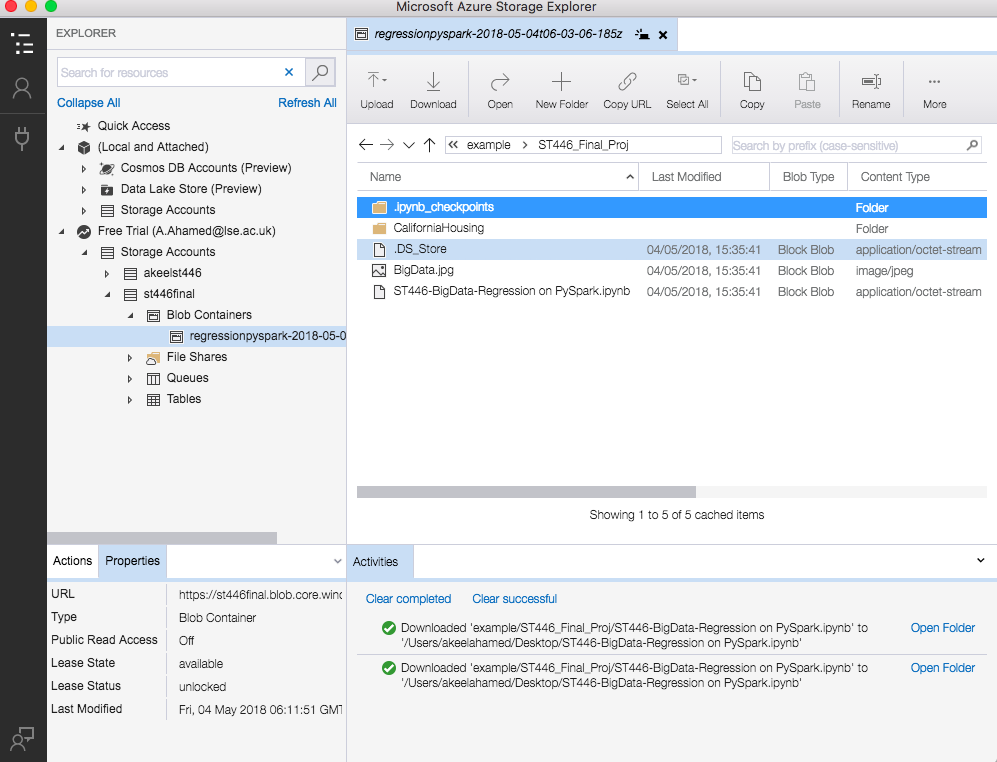 Microsoft Azure Storage Explorer
EXPLORER
Search for resources
Collapse All Refresh All
Quick Access
(Local and Attached)
Cosmos DB Accounts (Preview)
Data Lake Store (Preview)
Storage Accounts
Free Trial (A.Ahamed@lse.ac.uk)
Storage Accounts
akeelst446
st446final
Blob Containers
regressionpyspark-2018-05-0
File Shares
Queues
Tables
Actions Properties
URL https://st446final.blob.core.wind
Type Blob Container
Public Read Access Off
Lease State available
Lease Status unlocked
Last Modified Fri, 04 May 2018 06:11:51 GMT
regressionpyspark-2018-05-04t06-03-06-185z
Upload Download Open New Folder Copy URL Select All Copy Paste Rename More
example ST446_Final_Proj Search by prefix (case-sensitive)
Name Last Modified Blob Type Content Type
.ipynb_checkpoints Folder
CaliforniaHousing Folder
.DS_Store 04/05/2018, 15:35:41 Block Blob application/octet-stream
BigData.jpg 04/05/2018, 15:35:41 Block Blob image/jpeg
ST446-BigData-Regression on PySpark.ipynb 04/05/2018, 15:35:41 Block Blob application/octet-stream
Showing 1 to 5 of 5 cached items
Activities
Clear completed Clear successful
Downloaded 'example/ST446_Final_Proj/ST446-BigData-Regression on PySpark.ipynb' to Open Folder
'/Users/akeelahamed/Desktop/ST446-BigData-Regression on PySpark.ipynb'
Downloaded 'example/ST446_Final_Proj/ST446-BigData-Regression on PySpark.ipynb' to Open Folder
'/Users/akeelahamed/Desktop/ST446-BigData-Regression on PySpark.ipynb'